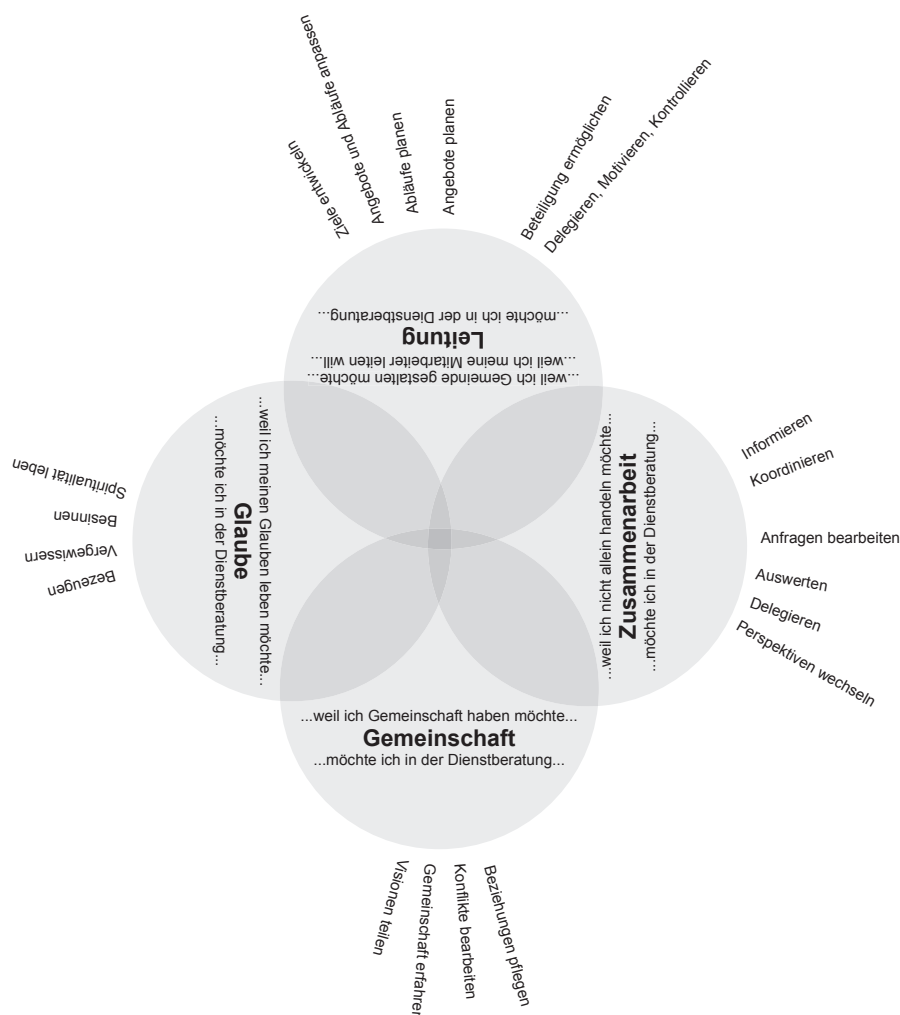 Ziele entwickeln
Angebote und Abläufe anpassen
Abläufe planen
Angebote planen
Beteiligung ermöglichen
Delegieren, Motivieren, Kontrollieren
...weil ich Gemeinde gestalten möchte...
...weil ich meine Mitarbeiter leiten will...
Leitung
...möchte ich in der Dienstberatung...
Spiritualität leben
Besinnen
Vergewissern
Bezeugen
...weil ich meinen Glauben leben möchte...
Glaube
...möchte ich in der Dienstberatung...
...weil ich nicht allein handeln möchte...
Zusammenarbeit
...möchte ich in der Dienstberatung...
Informieren
Koordinieren
Anfragen bearbeiten
Auswerten
Delegieren
Perspektiven wechseln
...weil ich Gemeinschaft haben möchte...
Gemeinschaft
...möchte ich in der Dienstberatung...
Visionen teilen
Gemeinschaft erfahren
Konflikte bearbeiten
Beziehungen pflegen